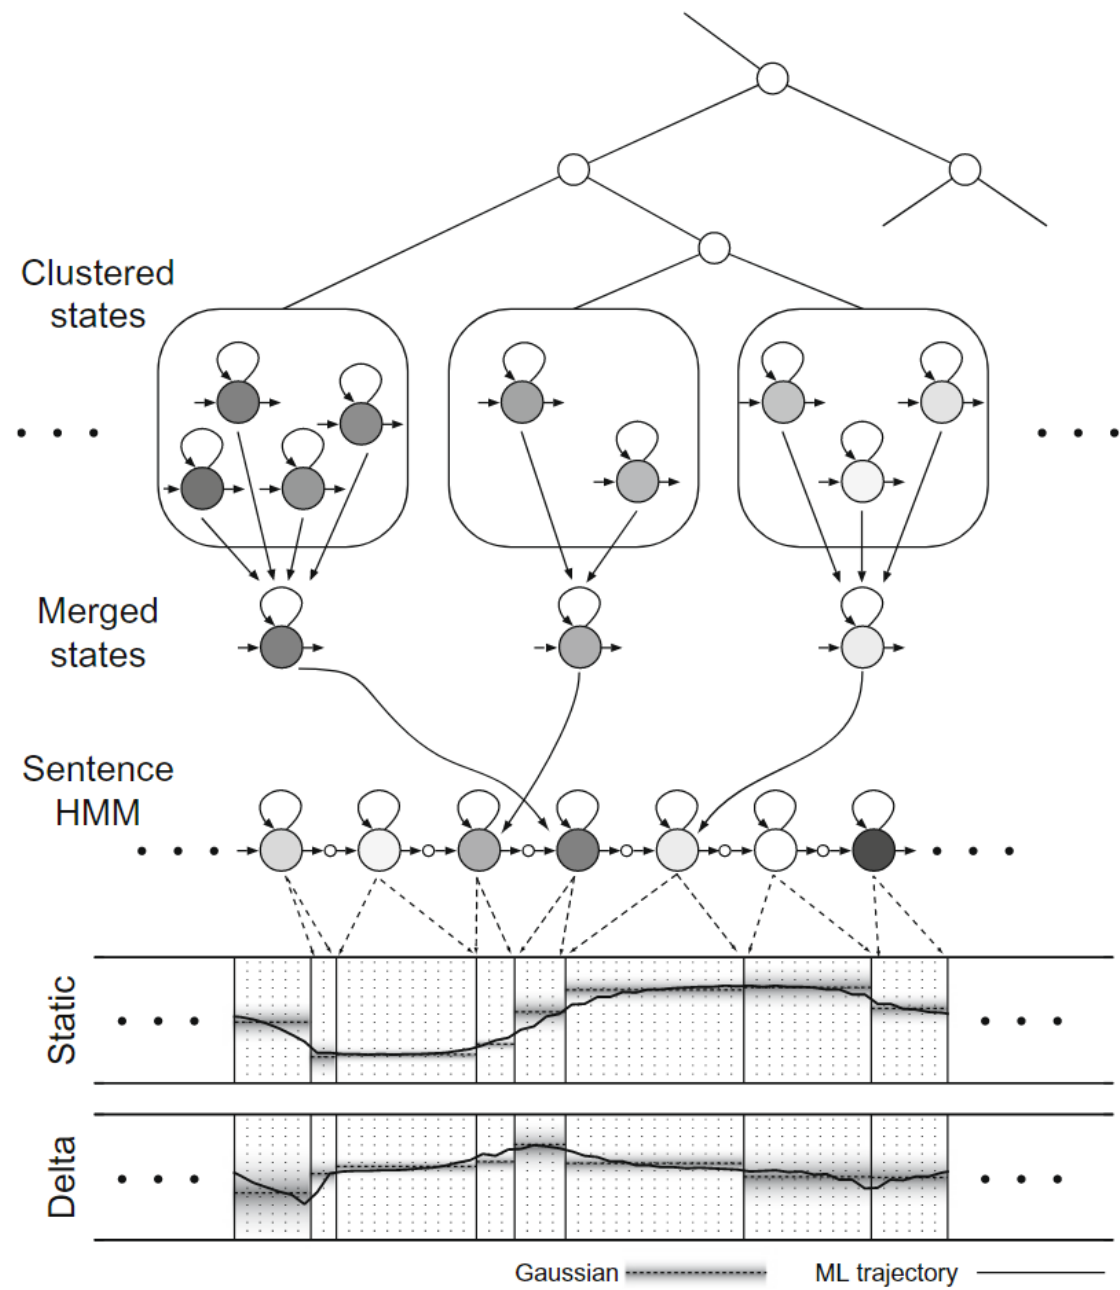 Clustered
states
Merged
states
Sentence
HMM
Static
Delta
Gaussian
ML trajectory